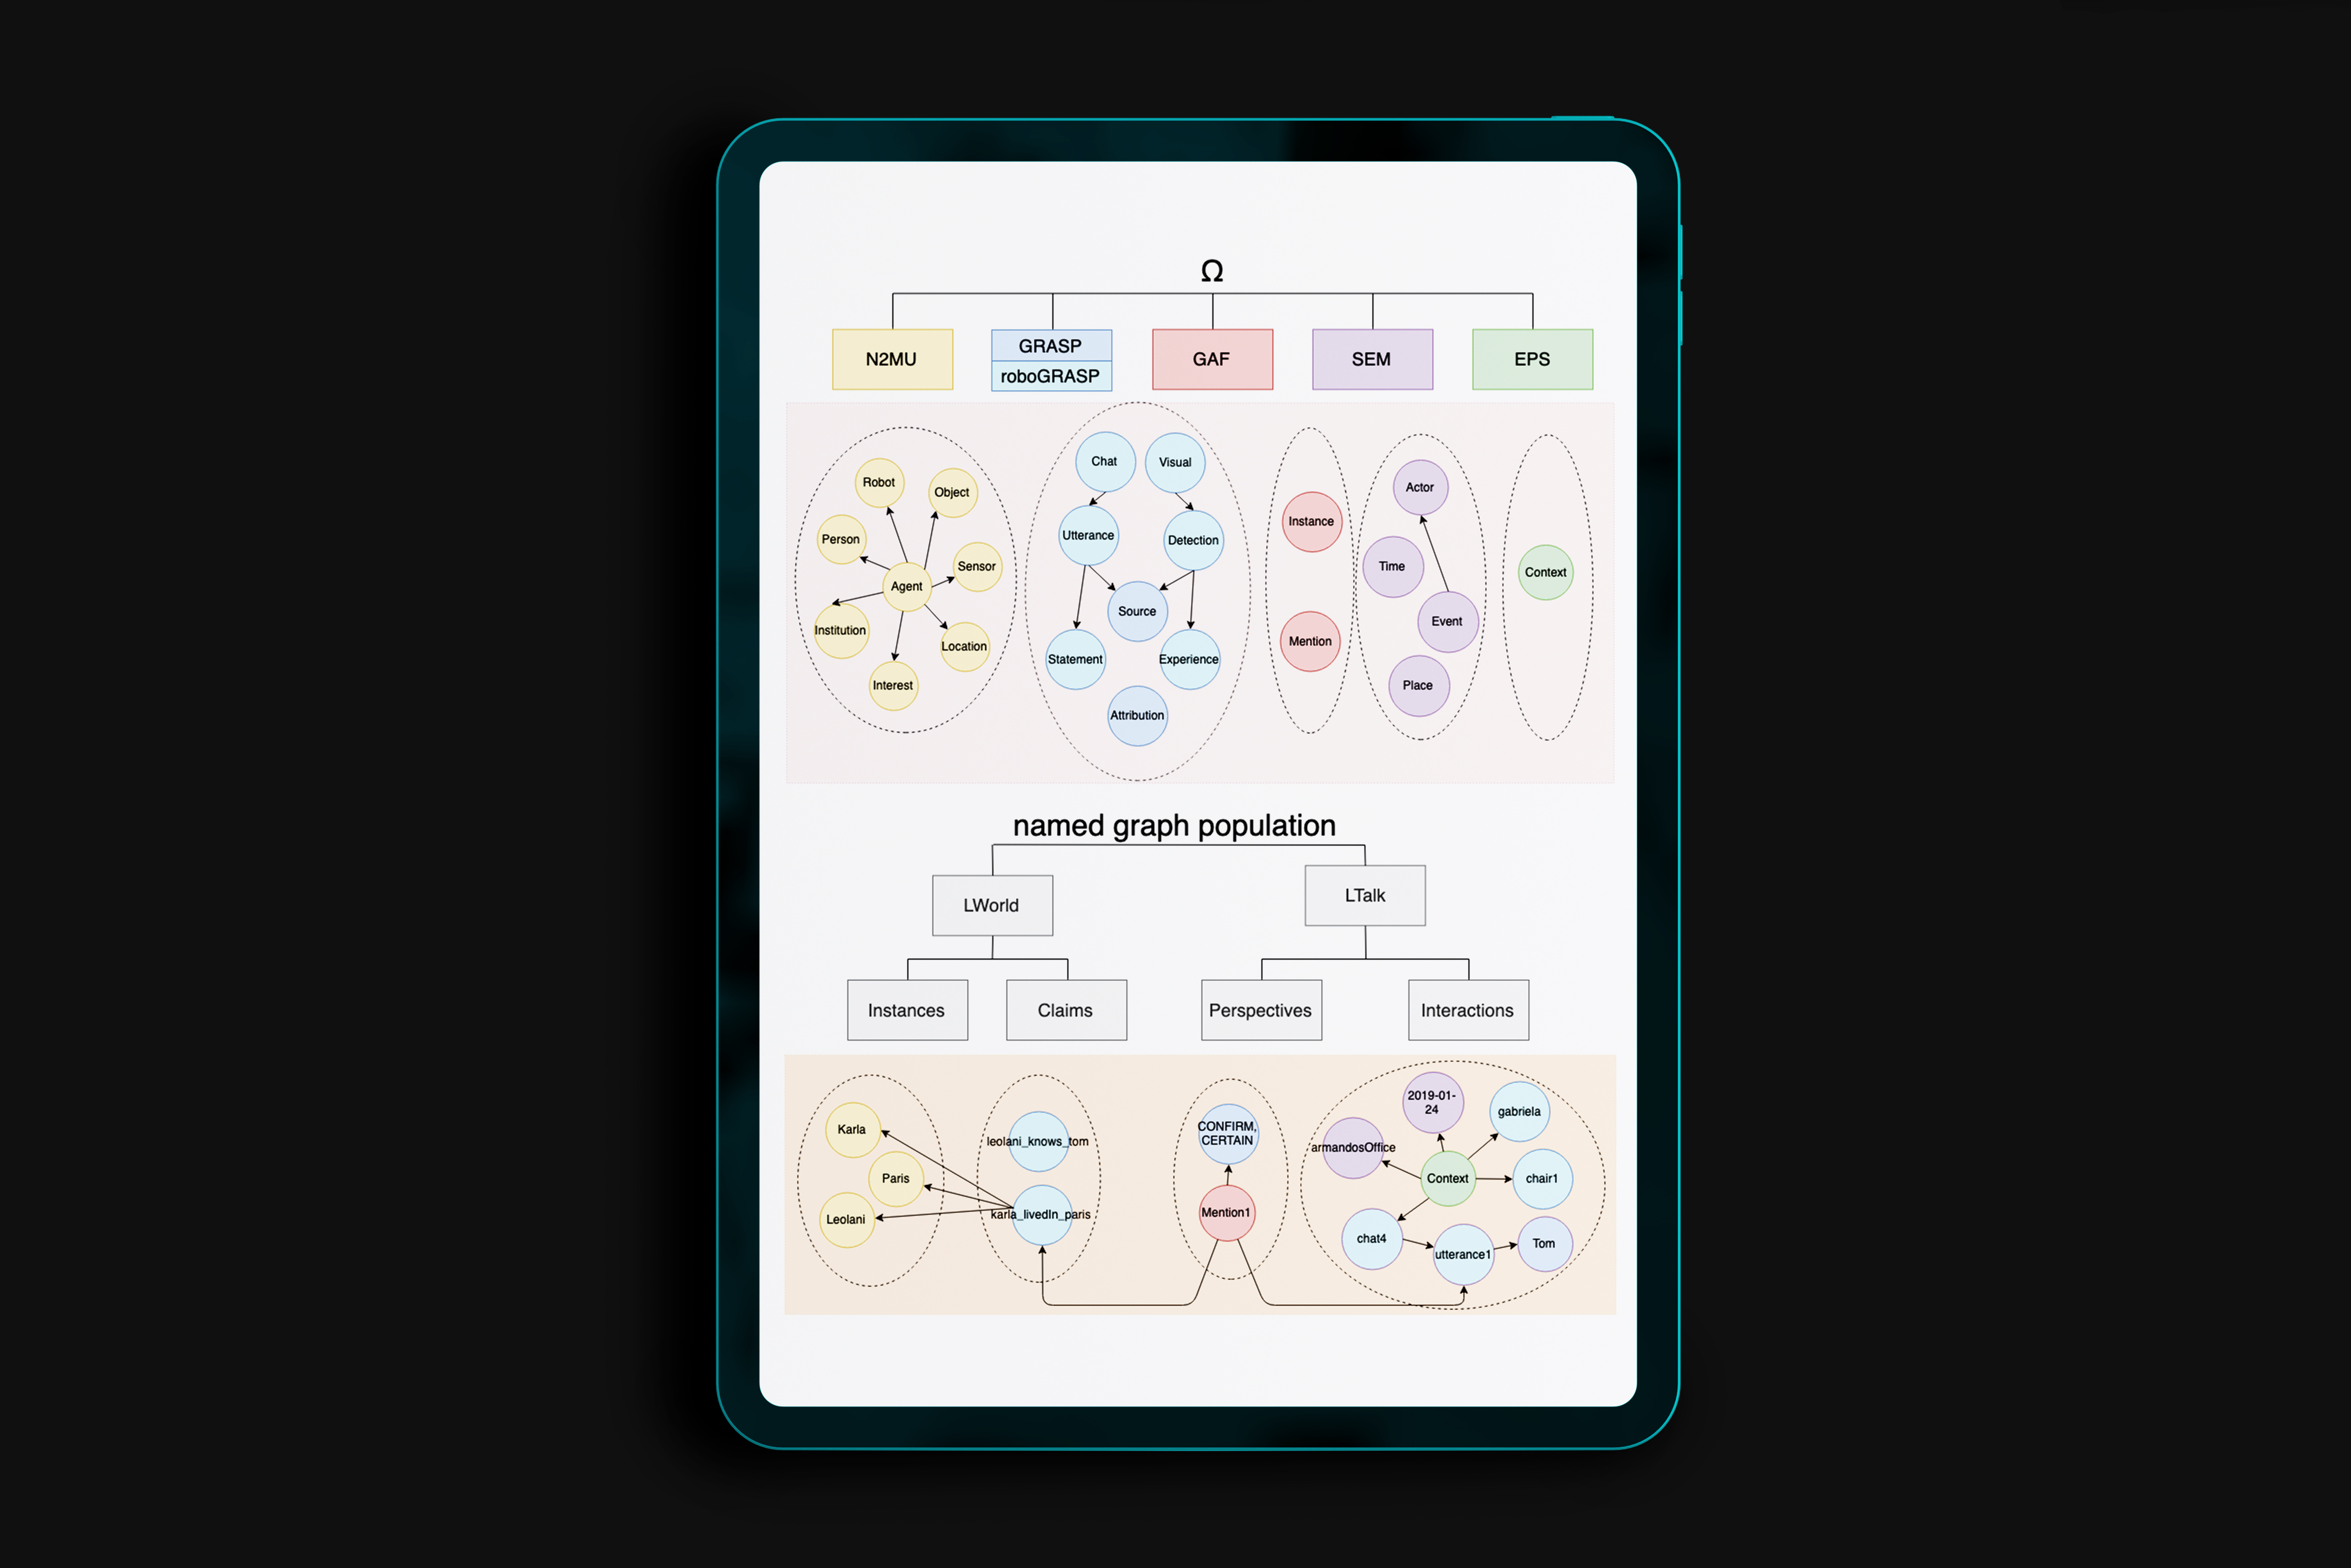 Ω
N2MU
GRASP
roboGRASP
GAF
SEM
EPS
Robot
Object
Person
Sensor
Agent
Institution
Location
Interest
Chat
Visual
Utterance
Detection
Source
Statement
Experience
Attribution
Instance
Mention
Actor
Time
Event
Place
Context
named graph population
LWorld
LTalk
Instances
Claims
Perspectives
Interactions
Karla
Paris
Leolani
leolani_knows_tom
karla_livedIn_paris
CONFIRM,
CERTAIN
Mention1
2019-01-
24
gabriela
armandosOffice
Context
chair1
chat4
utterance1
Tom